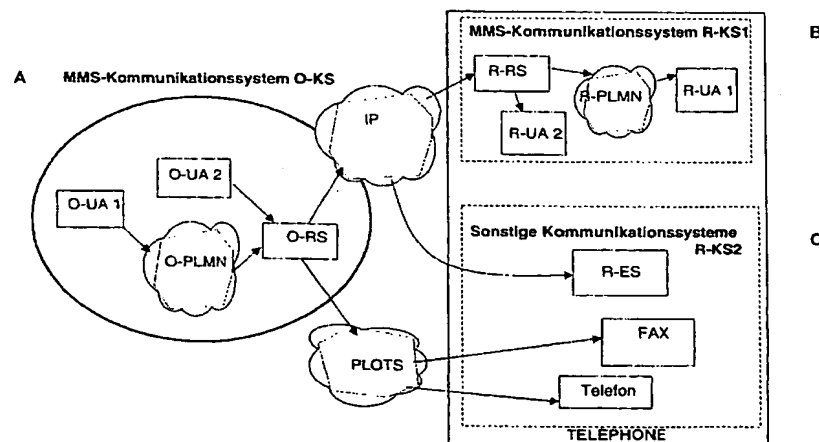 A MMS-Kommunikationssystem O-KS
O-UA 1
O-UA 2
O-PLMN
O-RS
IP
PLOTS
MMS-Kommunikationssystem R-KS1
B
R-RS
R-PLMN
R-UA 1
R-UA 2
Sonstige Kommunikationssysteme
R-KS2
C
R-ES
FAX
Telefon
TELEPHONE